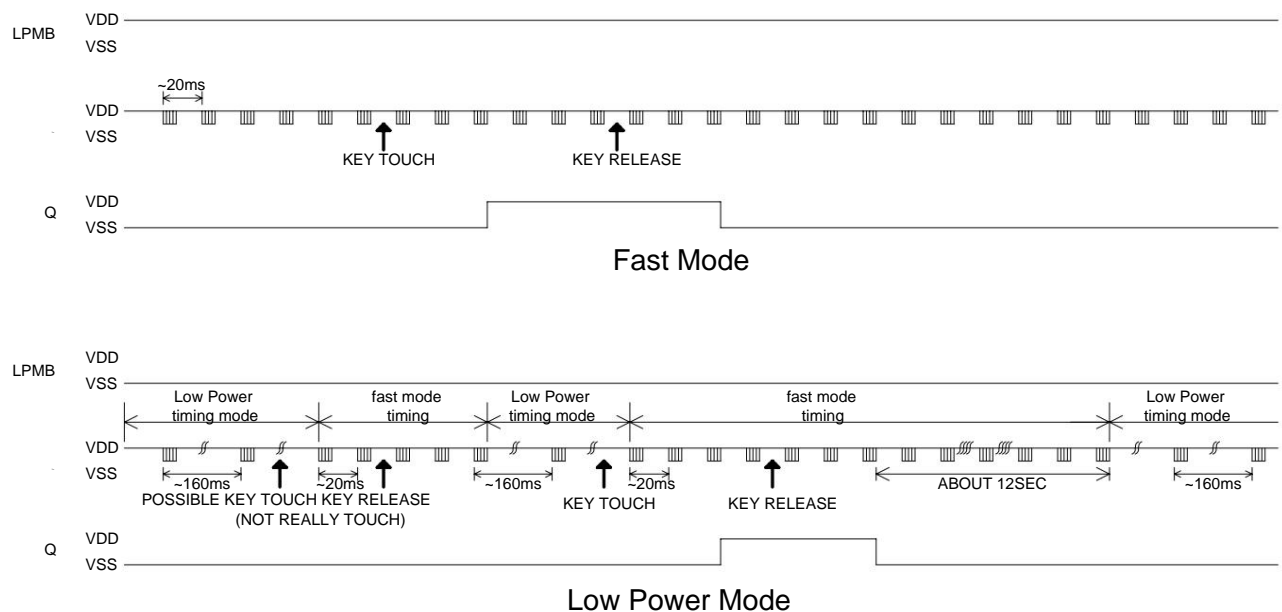 LPMB
VDD
VSS
~20ms
VDD
VSS
KEY TOUCH
KEY RELEASE
Q
VDD
VSS
Fast Mode
LPMB
VDD
VSS
Low Power
timing mode
fast mode
timing
Low Power
timing mode
fast mode
timing
Low Power
timing mode
VDD
VSS
~160ms
~20ms
~160ms
~20ms
ABOUT 12SEC
~160ms
POSSIBLE KEY TOUCH
(NOT REALLY TOUCH)
KEY RELEASE
KEY TOUCH
KEY RELEASE
Q
VDD
VSS
Low Power Mode